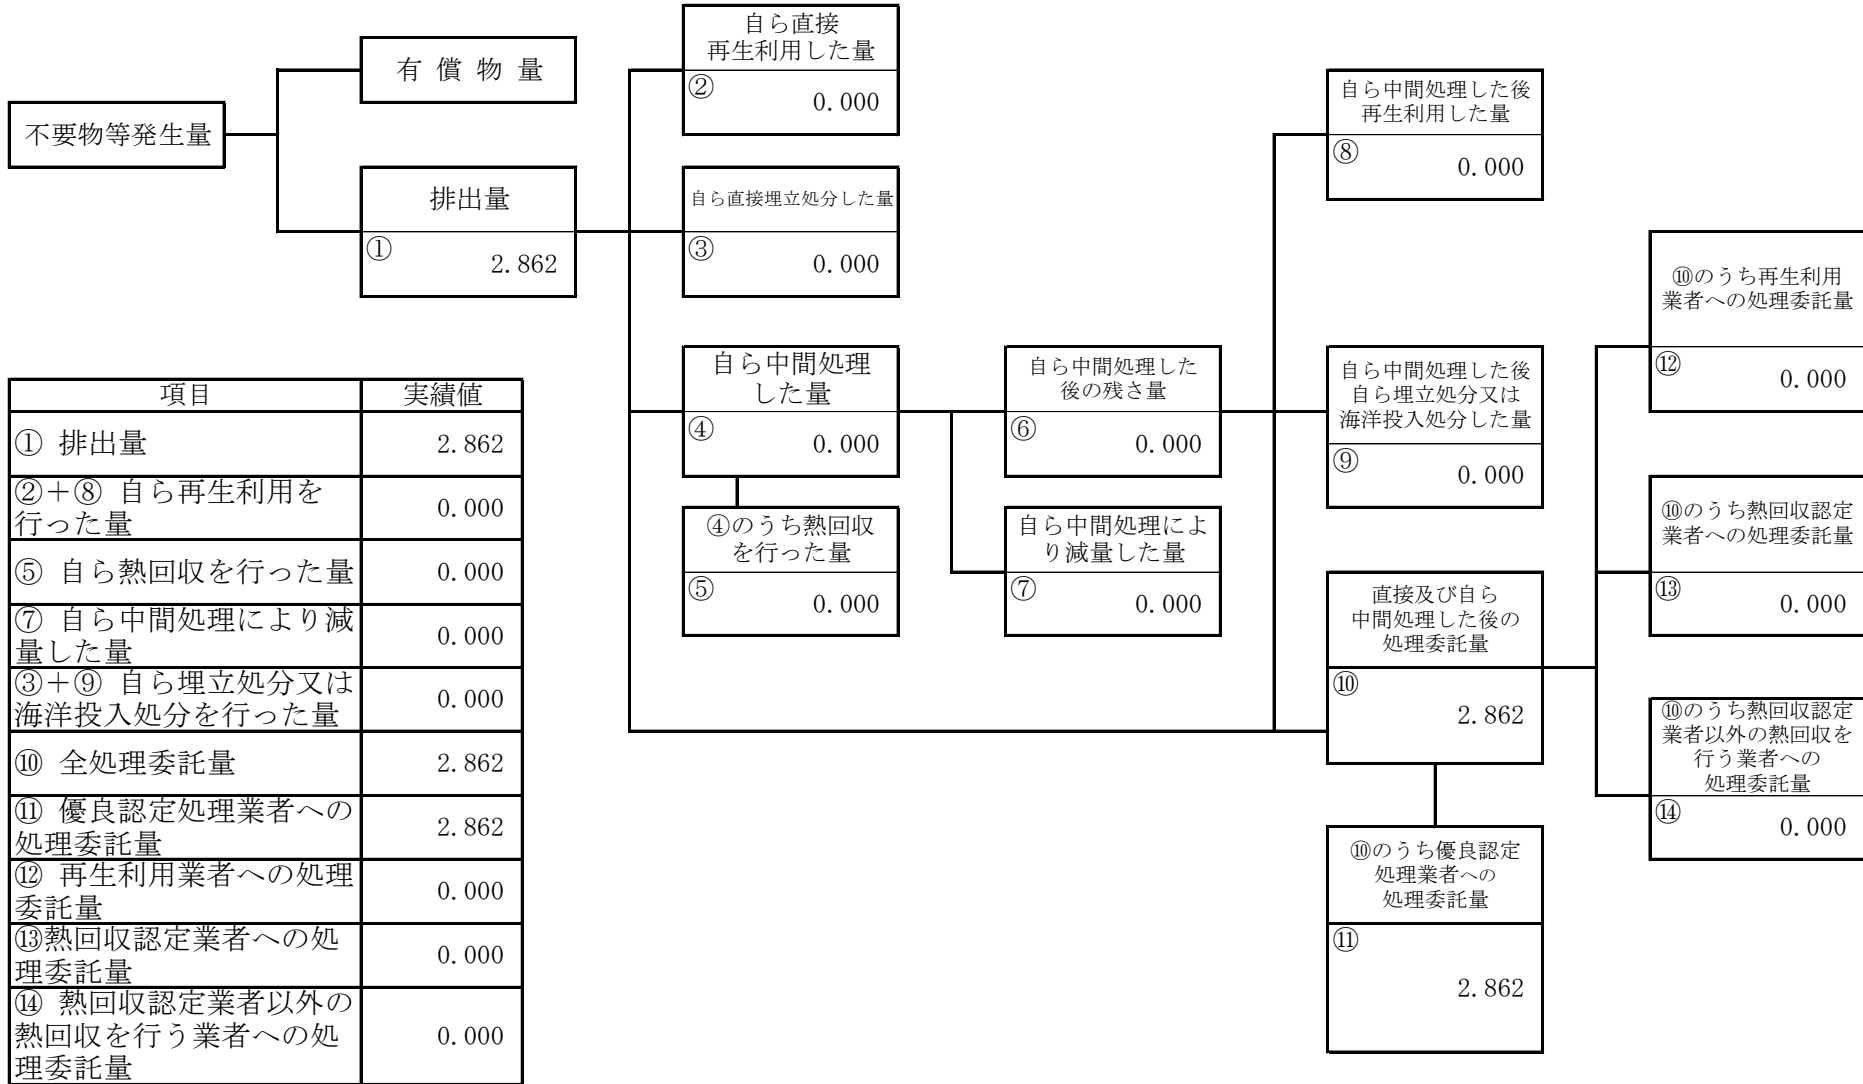 不要物等発生量
有 償 物 量
排出量
①
2.862
自ら直接
再生利用した量
②
0.000
自ら直接埋立処分した量
③
0.000
自ら中間処理
した量
④
0.000
④のうち熱回収
を行った量
⑤
0.000
自ら中間処理した
後の残さ量
⑥
0.000
自ら中間処理によ
り減量した量
⑦
0.000
自ら中間処理した後
再生利用した量
⑧
0.000
自ら中間処理した後
自ら埋立処分又は
海洋投入処分した量
⑨
0.000
直接及び自ら
中間処理した後の
処理委託量
⑩
2.862
⑩のうち優良認定
処理業者への
処理委託量
⑪
2.862
⑩のうち再生利用
業者への処理委託量
⑫
0.000
⑩のうち熱回収認定
業者への処理委託量
⑬
0.000
⑩のうち熱回収認定
業者以外の熱回収を
行う業者への
処理委託量
⑭
0.000
項目 実績値
① 排出量 2.862
②＋⑧ 自ら再生利用を
行った量 0.000
⑤ 自ら熱回収を行った量 0.000
⑦ 自ら中間処理により減
量した量 0.000
③＋⑨ 自ら埋立処分又は
海洋投入処分を行った量 0.000
⑩ 全処理委託量 2.862
⑪ 優良認定処理業者への
処理委託量 2.862
⑫ 再生利用業者への処理
委託量 0.000
⑬熱回収認定業者への処
理委託量 0.000
⑭ 熱回収認定業者以外の
熱回収を行う業者への処
理委託量 0.000